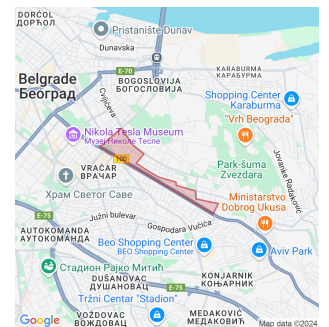 DORĆOL
ДОРЋОЛ
Pristanište Dunav
Dunavska
E-70
KARABURMA
КАРАБУРМА
Belgrade
Београд
BOGOSLOVIJA
БОГОСЛОВИЈА
Cvijićeva
Shopping Center
Karaburma
"Vrh Beograda"
Nikola Tesla Museum
Музеј Николе Тесле
100
Jovanke Radaković
VRAČAR
ВРАЧАР
Park-šuma
Zvezdara
Храм Светог Саве
Ministarstvo
Dobrog Ukusa
E-75
Južni bulevar
Gospodara Vučića
AUTOKOMANDA
АУТОКОМАНДА
Beo Shopping Center
BEO Shopping Center
Avív Park
Стадион Рајко Митић
DUŠANOVAC
ДУШАНОВАЦ
KONJARNIK
КОЊАРНИК
E-75
Tržni Centar "Stadion"
VOŽDOVAC
ВОЖДОВАЦ
MEDAKOVIĆ
МЕДАКОВИЋ
Google
Map data ©2024